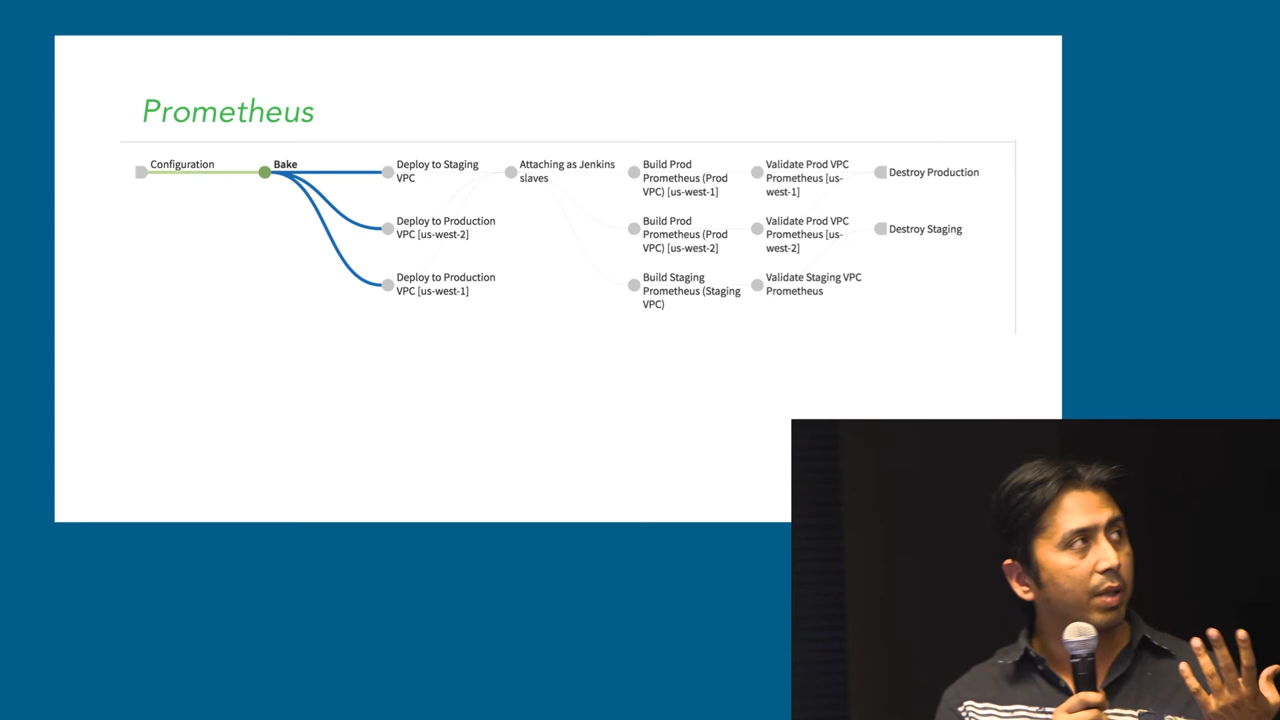 Prometheus
Configuration
Bake
Deploy to Staging
VPC
Attaching as Jenkins
slaves
Build Prod
Prometheus (Prod
VPC) [us-west-1]
Validate Prod VPC
Prometheus [us-
west-1]
Destroy Production
Deploy to Production
VPC [us-west-2]
Build Prod
Prometheus (Prod
VPC) [us-west-2]
Validate Prod VPC
Prometheus [us-
west-2]
Destroy Staging
Deploy to Production
VPC [us-west-1]
Build Staging
Prometheus (Staging
VPC)
Validate Staging VPC
Prometheus